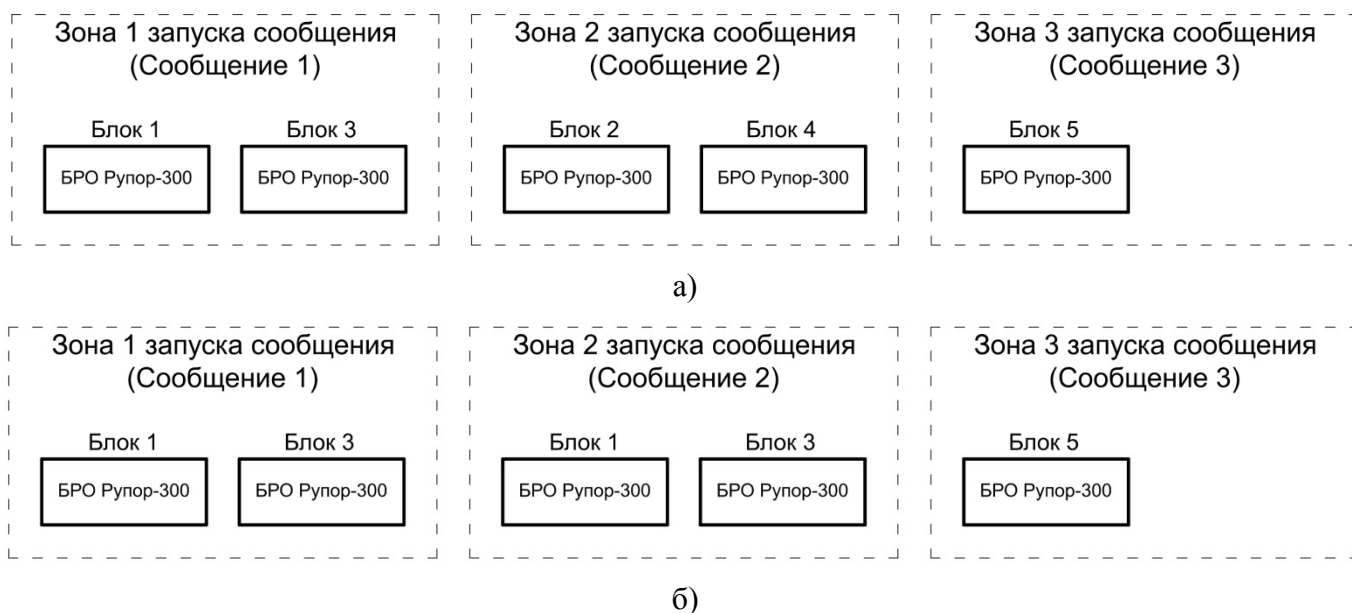 Зона 1 запуска сообщения
(Сообщение 1)
Блок 1
БРО Рупор-300
Блок 3
БРО Рупор-300
Зона 2 запуска сообщения
(Сообщение 2)
Блок 2
БРО Рупор-300
Блок 4
БРО Рупор-300
Зона 3 запуска сообщения
(Сообщение 3)
Блок 5
БРО Рупор-300
а)
Зона 1 запуска сообщения
(Сообщение 1)
Блок 1
БРО Рупор-300
Блок 3
БРО Рупор-300
Зона 2 запуска сообщения
(Сообщение 2)
Блок 1
БРО Рупор-300
Блок 3
БРО Рупор-300
Зона 3 запуска сообщения
(Сообщение 3)
Блок 5
БРО Рупор-300
б)